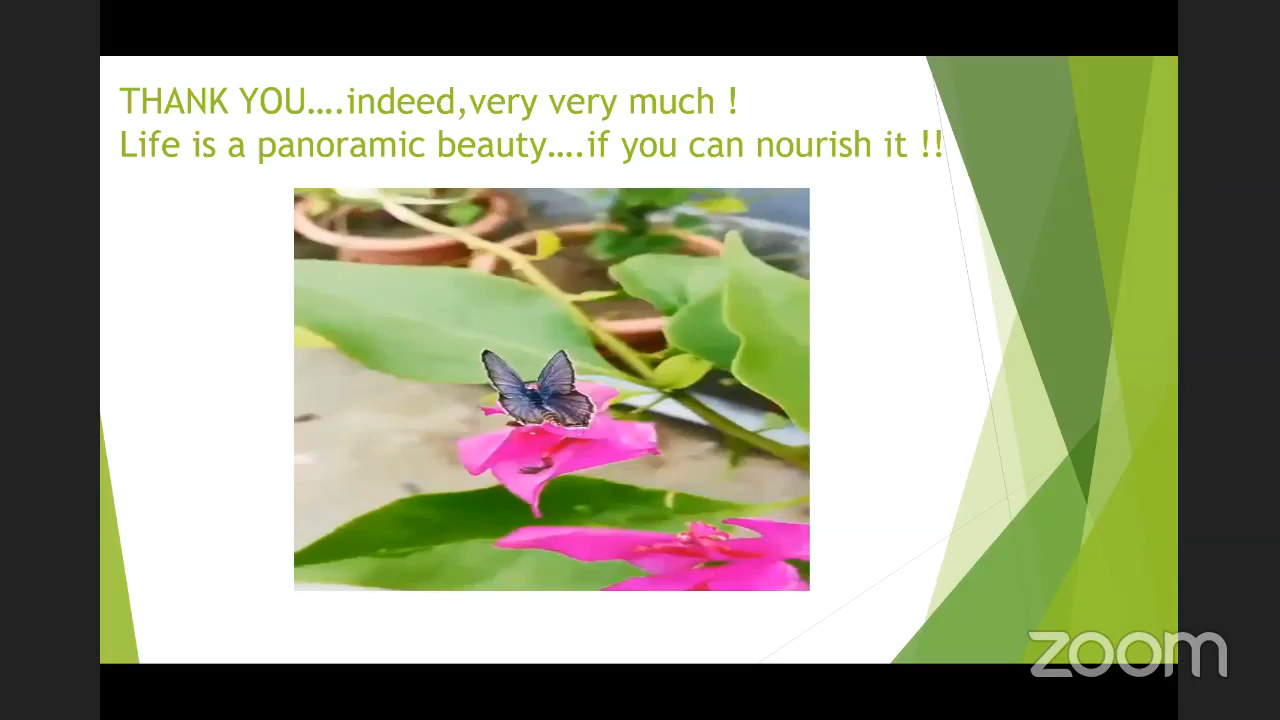 THANK YOU….indeed,very very much !
Life is a panoramic beauty….if you can nourish it !!
zoom